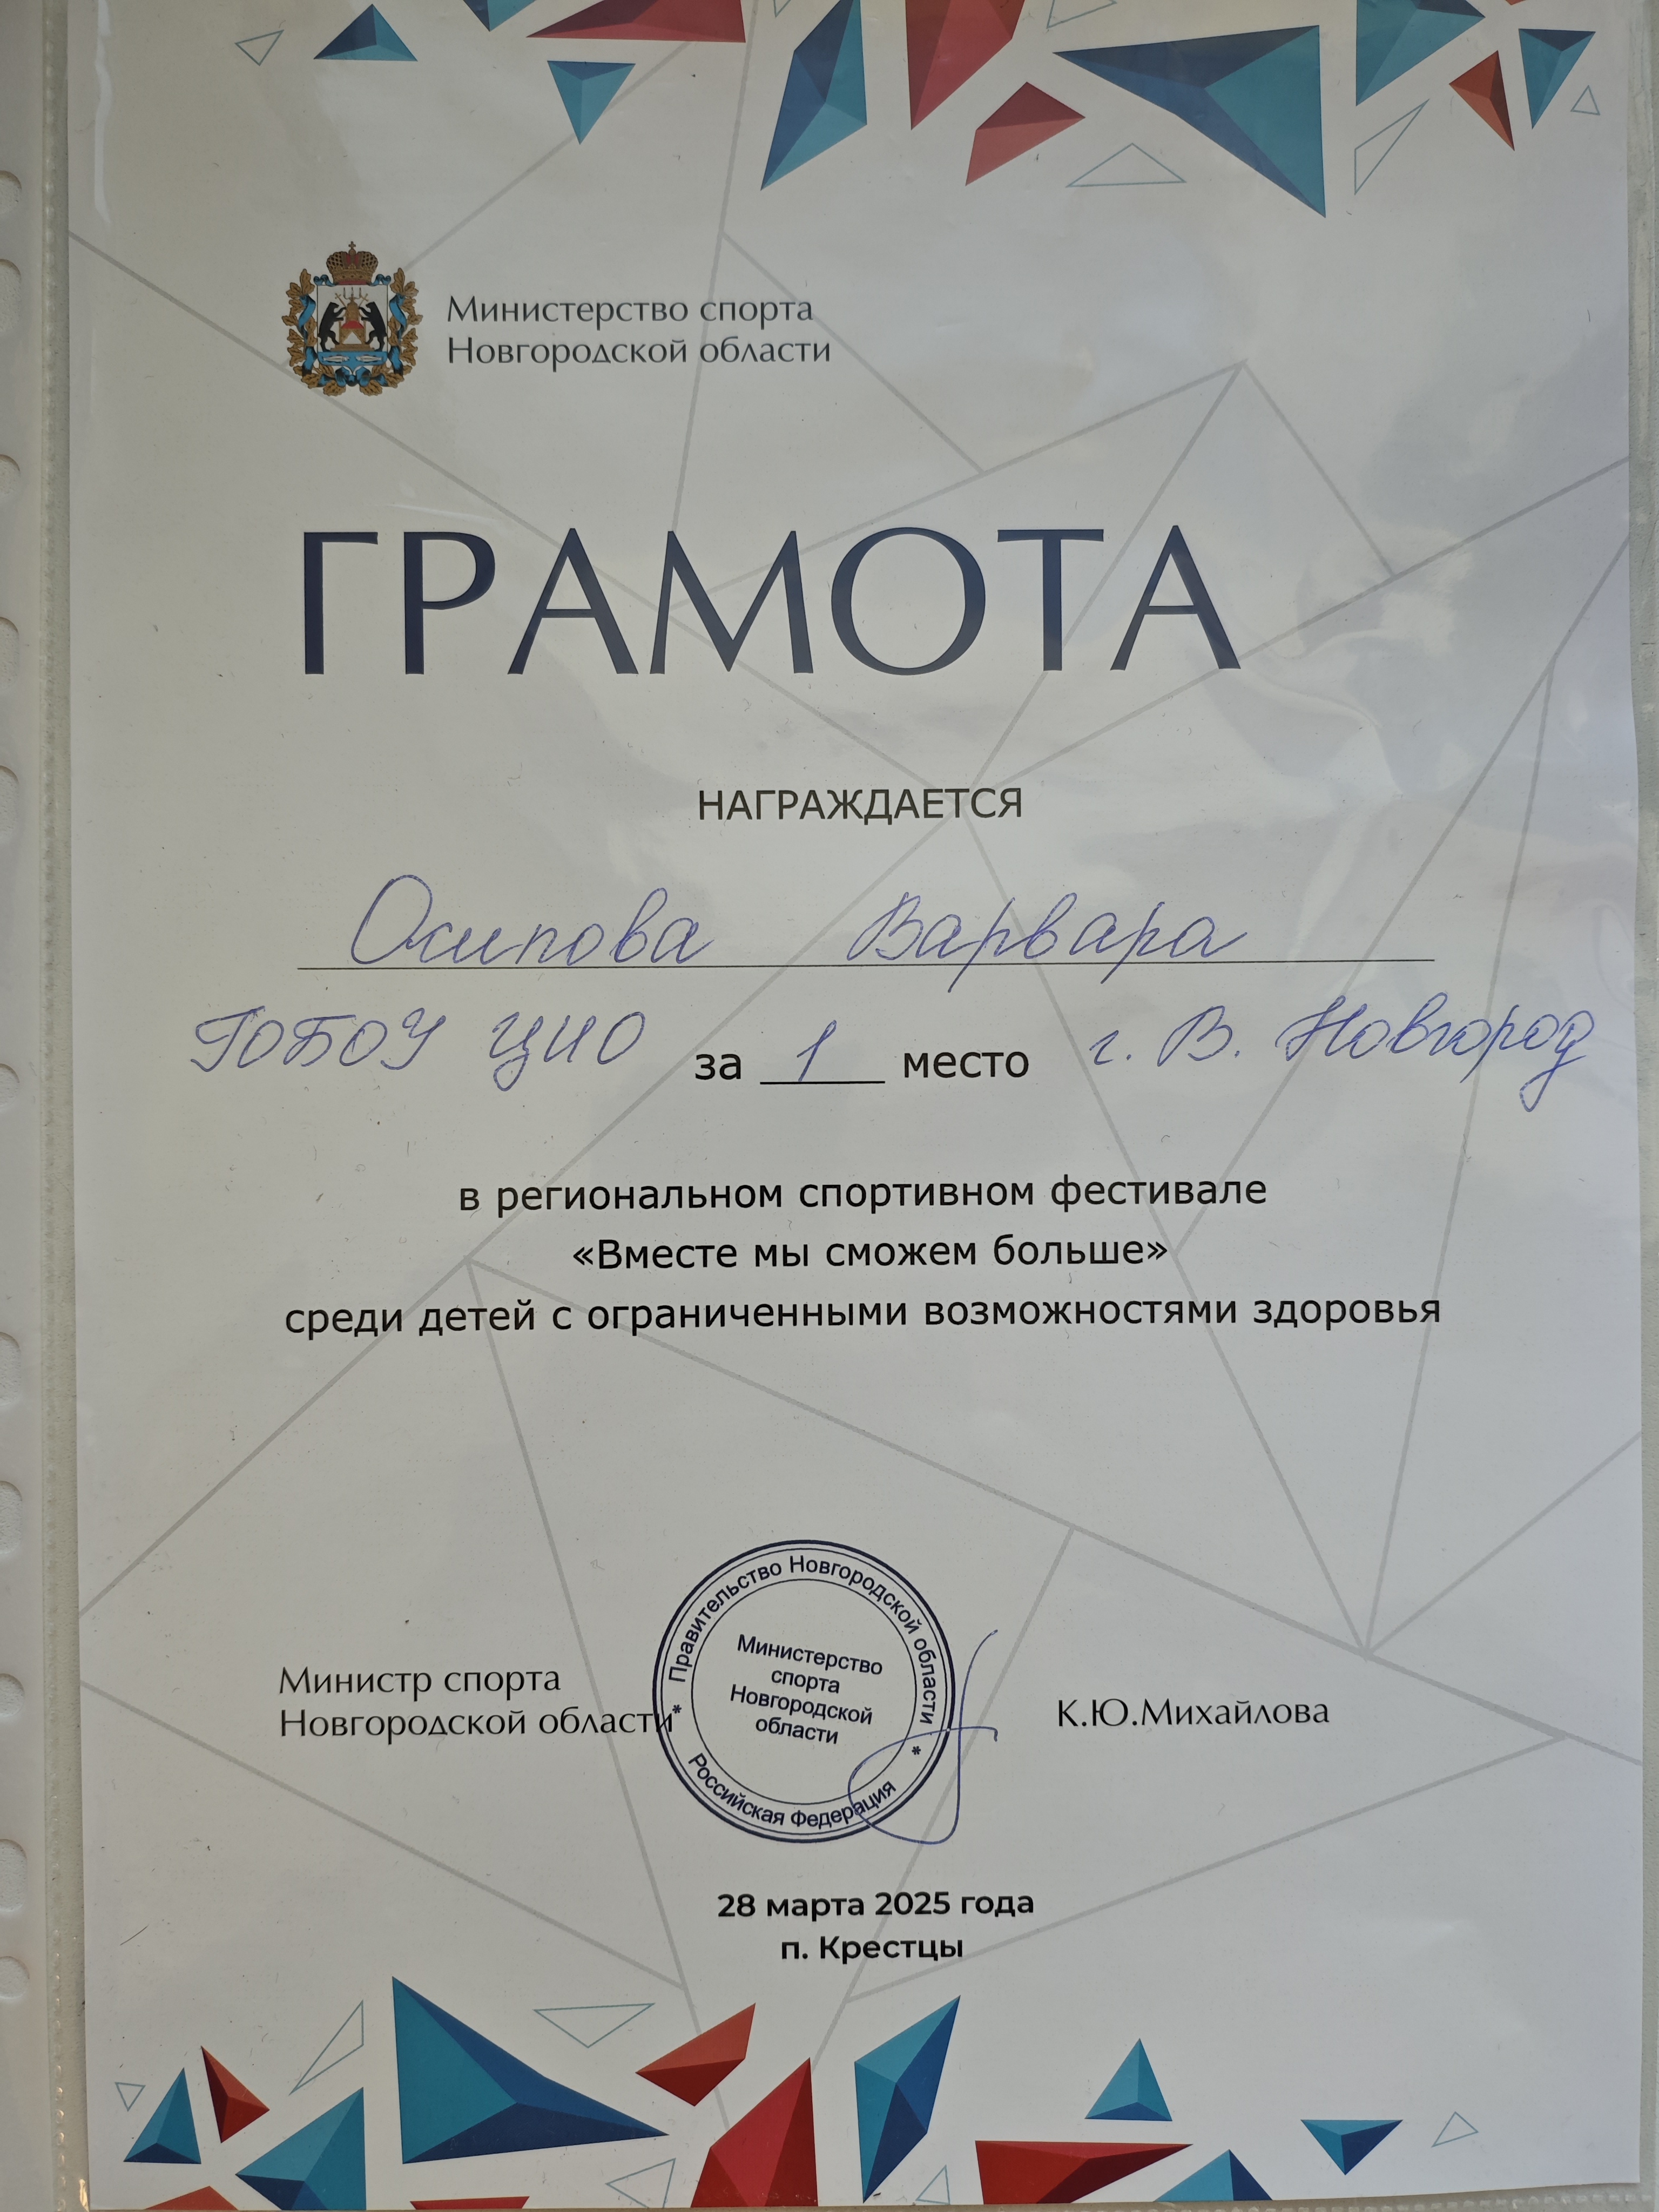 Министерство спорта
Новгородской области
ГРАМОТА
НАГРАЖДАЕТСЯ
Осипова Варвара
ГОБОУ ЦИО за 1 место г. В. Новгород
в региональном спортивном фестивале
«Вместе мы сможем больше»
среди детей с ограниченными возможностями здоровья
Министр спорта
Новгородской области
Правительство Новгородской области
Министерство
спорта
Новгородской
области
* Российская Федерация *
К.Ю.Михайлова
28 марта 2025 года
п. Крестцы